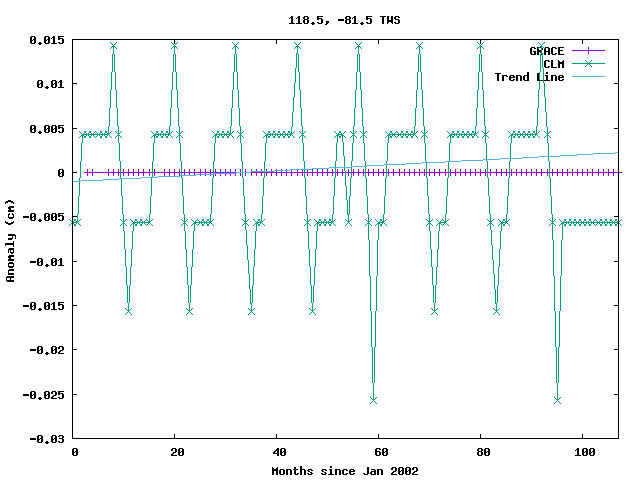 118.5, -81.5 TWS
GRACE
CLM
Trend Line
0.015
0.01
0.005
0
-0.005
-0.01
-0.015
-0.02
-0.025
-0.03
Anomaly (cm)
0 20 40 60 80 100
Months since Jan 2002